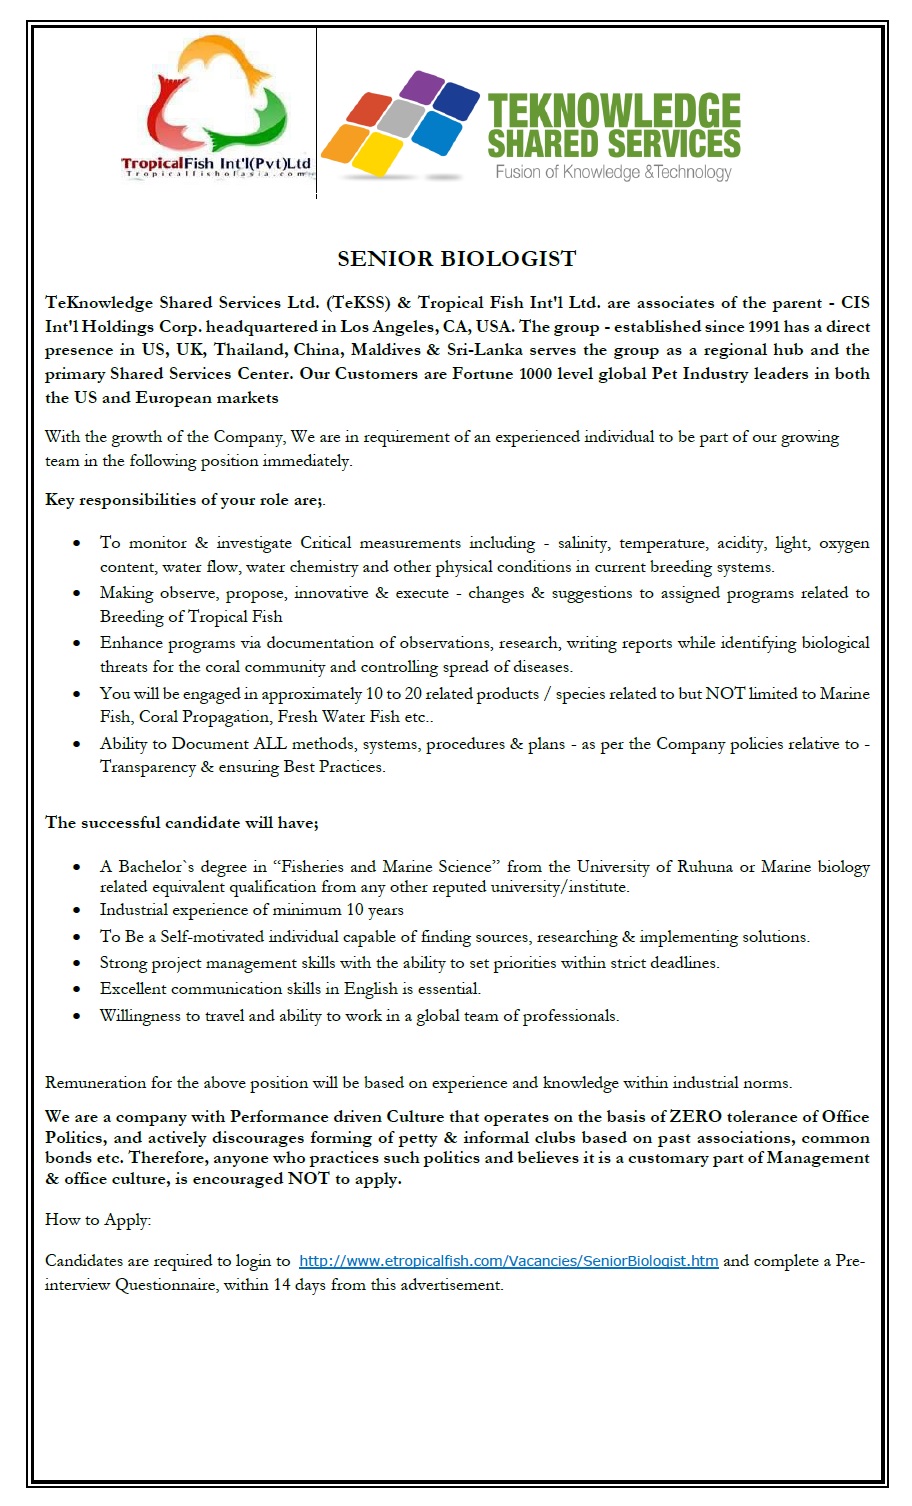 TropicalFish Int'l(Pvt)Ltd
Tropicalfishofasia.com
TEKNOWLEDGE
SHARED SERVICES
Fusion of Knowledge &Technology
SENIOR BIOLOGIST
TeKnowledge Shared Services Ltd. (TeKSS) & Tropical Fish Int'l Ltd. are associates of the parent - CIS
Int'l Holdings Corp. headquartered in Los Angeles, CA, USA. The group - established since 1991 has a direct
presence in US, UK, Thailand, China, Maldives & Sri-Lanka serves the group as a regional hub and the
primary Shared Services Center. Our Customers are Fortune 1000 level global Pet Industry leaders in both
the US and European markets
With the growth of the Company, We are in requirement of an experienced individual to be part of our growing
team in the following position immediately.
Key responsibilities of your role are;.
• To monitor & investigate Critical measurements including - salinity, temperature, acidity, light, oxygen
content, water flow, water chemistry and other physical conditions in current breeding systems.
• Making observe, propose, innovative & execute - changes & suggestions to assigned programs related to
Breeding of Tropical Fish
• Enhance programs via documentation of observations, research, writing reports while identifying biological
threats for the coral community and controlling spread of diseases.
• You will be engaged in approximately 10 to 20 related products / species related to but NOT limited to Marine
Fish, Coral Propagation, Fresh Water Fish etc..
• Ability to Document ALL methods, systems, procedures & plans - as per the Company policies relative to -
Transparency & ensuring Best Practices.
The successful candidate will have;
• A Bachelor`s degree in “Fisheries and Marine Science” from the University of Ruhuna or Marine biology
related equivalent qualification from any other reputed university/institute.
• Industrial experience of minimum 10 years
• To Be a Self-motivated individual capable of finding sources, researching & implementing solutions.
• Strong project management skills with the ability to set priorities within strict deadlines.
• Excellent communication skills in English is essential.
• Willingness to travel and ability to work in a global team of professionals.
Remuneration for the above position will be based on experience and knowledge within industrial norms.
We are a company with Performance driven Culture that operates on the basis of ZERO tolerance of Office
Politics, and actively discourages forming of petty & informal clubs based on past associations, common
bonds etc. Therefore, anyone who practices such politics and believes it is a customary part of Management
& office culture, is encouraged NOT to apply.
How to Apply:
Candidates are required to login to http://www.etropicalfish.com/Vacancies/SeniorBiologist.htm and complete a Pre-
interview Questionnaire, within 14 days from this advertisement.